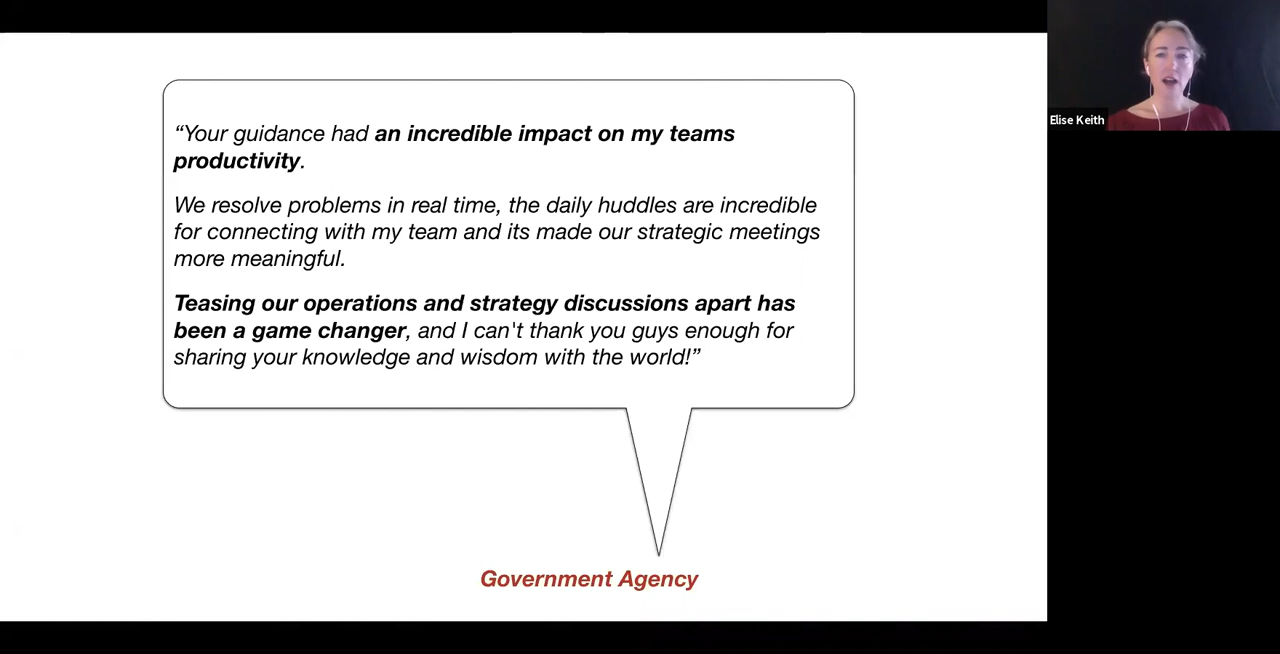 “Your guidance had an incredible impact on my teams
productivity.
We resolve problems in real time, the daily huddles are incredible
for connecting with my team and its made our strategic meetings
more meaningful.
Teasing our operations and strategy discussions apart has
been a game changer, and I can't thank you guys enough for
sharing your knowledge and wisdom with the world!”
Government Agency
Elise Keith